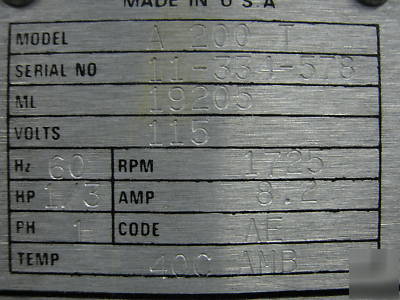 MADE IN U S A
MODEL A 200 T
SERIAL NO 11-334-578
ML 19205
VOLTS 115
Hz 60 RPM 1725
HP 1/3 AMP 8.2
PH 1 CODE AE
TEMP 40C AMB